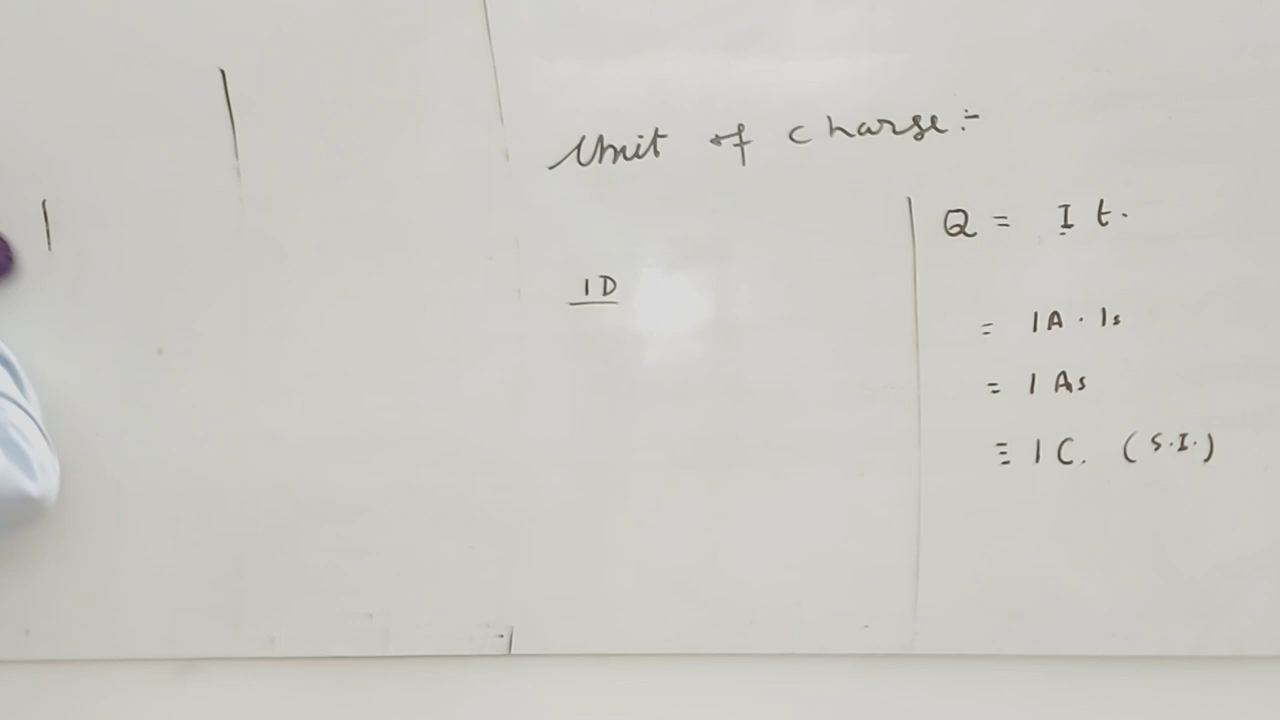 Unit of charge :-
1D
Q = I t.
= 1A · 1s
= 1 As
≡ 1 C. (S.I.)